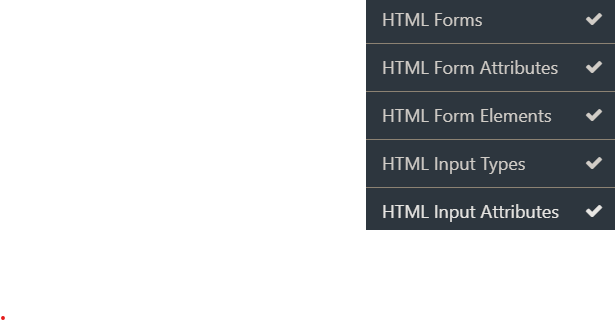 HTML Forms
HTML Form Attributes
HTML Form Elements
HTML Input Types
HTML Input Attributes